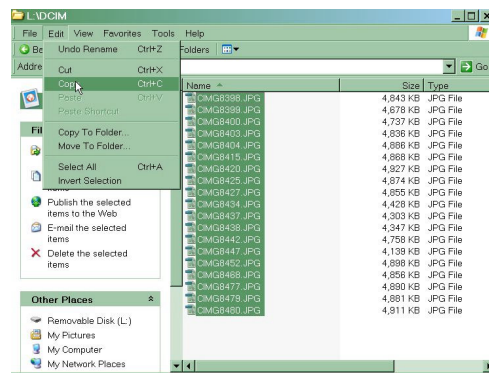 L:\DCIM
File Edit View Favorites Tools Help
Undo Rename Ctrl+Z
Folders
Cut Ctrl+X
Copy Ctrl+C
Paste Ctrl+V
Paste Shortcut
Copy To Folder...
Move To Folder...
Select All Ctrl+A
Invert Selection
Go
Name Size Type
CIMG8398.JPG 4,843 KB JPG File
CIMG8399.JPG 4,678 KB JPG File
CIMG8400.JPG 4,737 KB JPG File
CIMG8403.JPG 4,836 KB JPG File
CIMG8404.JPG 4,886 KB JPG File
CIMG8415.JPG 4,868 KB JPG File
CIMG8420.JPG 4,927 KB JPG File
CIMG8425.JPG 4,874 KB JPG File
CIMG8427.JPG 4,855 KB JPG File
CIMG8434.JPG 4,428 KB JPG File
CIMG8437.JPG 4,303 KB JPG File
CIMG8438.JPG 4,347 KB JPG File
CIMG8442.JPG 4,758 KB JPG File
CIMG8447.JPG 4,139 KB JPG File
CIMG8452.JPG 4,898 KB JPG File
CIMG8468.JPG 4,856 KB JPG File
CIMG8477.JPG 4,890 KB JPG File
CIMG8479.JPG 4,881 KB JPG File
CIMG8480.JPG 4,911 KB JPG File
Publish the selected
items to the Web
E-mail the selected
items
Delete the selected
items
Other Places
Removable Disk (L:)
My Pictures
My Computer
My Network Places